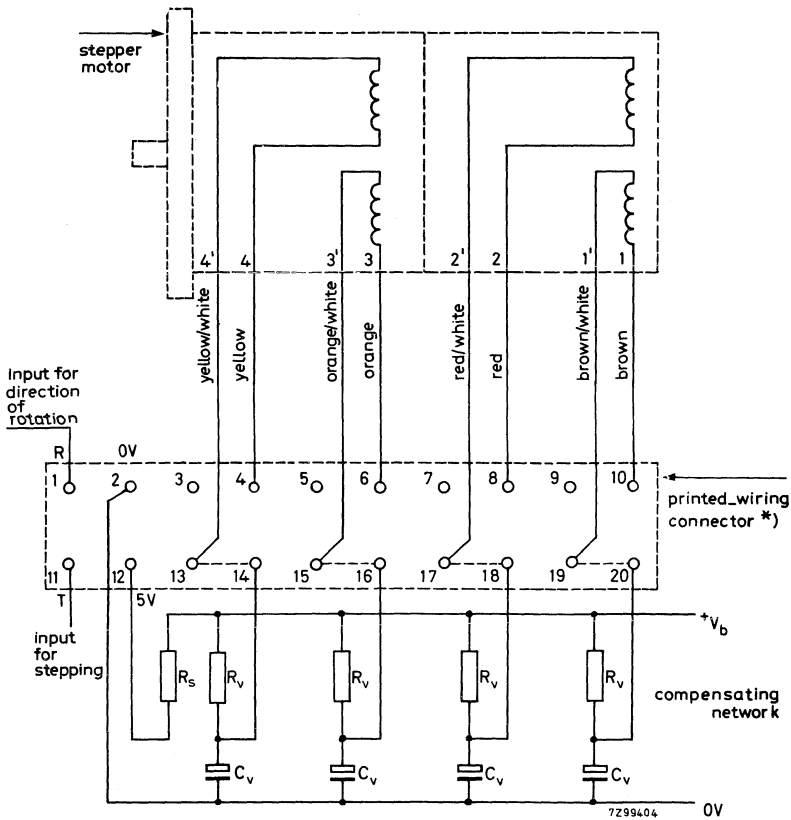 stepper
motor
4' 4 3' 3 2' 2 1' 1
yellow/white
yellow
orange/white
orange
red/white
red
brown/white
brown
input for
direction
of
rotation
R 0V
1 2 3 4 5 6 7 8 9 10
printed_wiring
connector *)
11 12 13 14 15 16 17 18 19 20
T 5V
input
for
stepping
+Vb
Rs Rv Rv Rv Rv
compensating
network
Cv Cv Cv Cv
7Z99404 0V